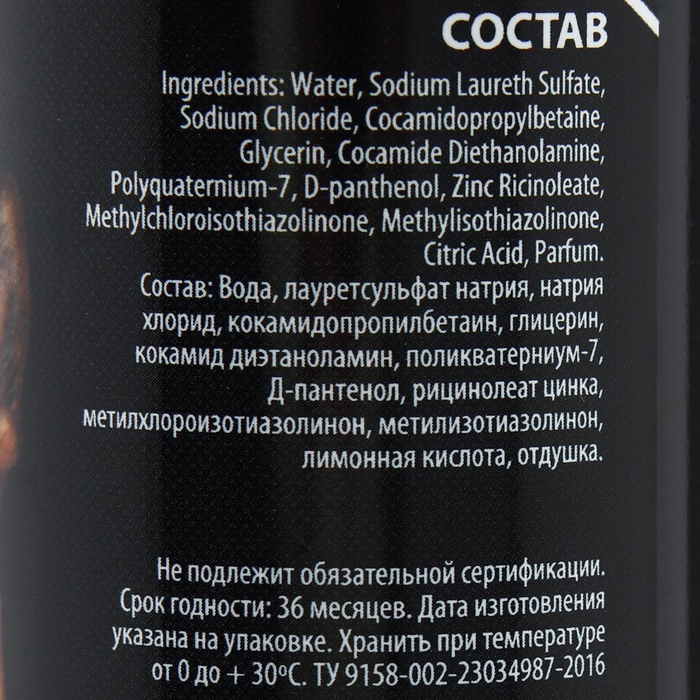 СОСТАВ
Ingredients: Water, Sodium Laureth Sulfate,
Sodium Chloride, Cocamidopropylbetaine,
Glycerin, Cocamide Diethanolamine,
Polyquaternium-7, D-panthenol, Zinc Ricinoleate,
Methylchloroisothiazolinone, Methylisothiazolinone,
Citric Acid, Parfum.
Состав: Вода, лауретсульфат натрия, натрия
хлорид, кокамидопропилбетаин, глицерин,
кокамид диэтаноламин, поликватерниум-7,
Д-пантенол, рицинолеат цинка,
метилхлороизотиазолинон, метилизотиазолинон,
лимонная кислота, отдушка.
Не подлежит обязательной сертификации.
Срок годности: 36 месяцев. Дата изготовления
указана на упаковке. Хранить при температуре
от 0 до + 30ºС. ТУ 9158-002-23034987-2016